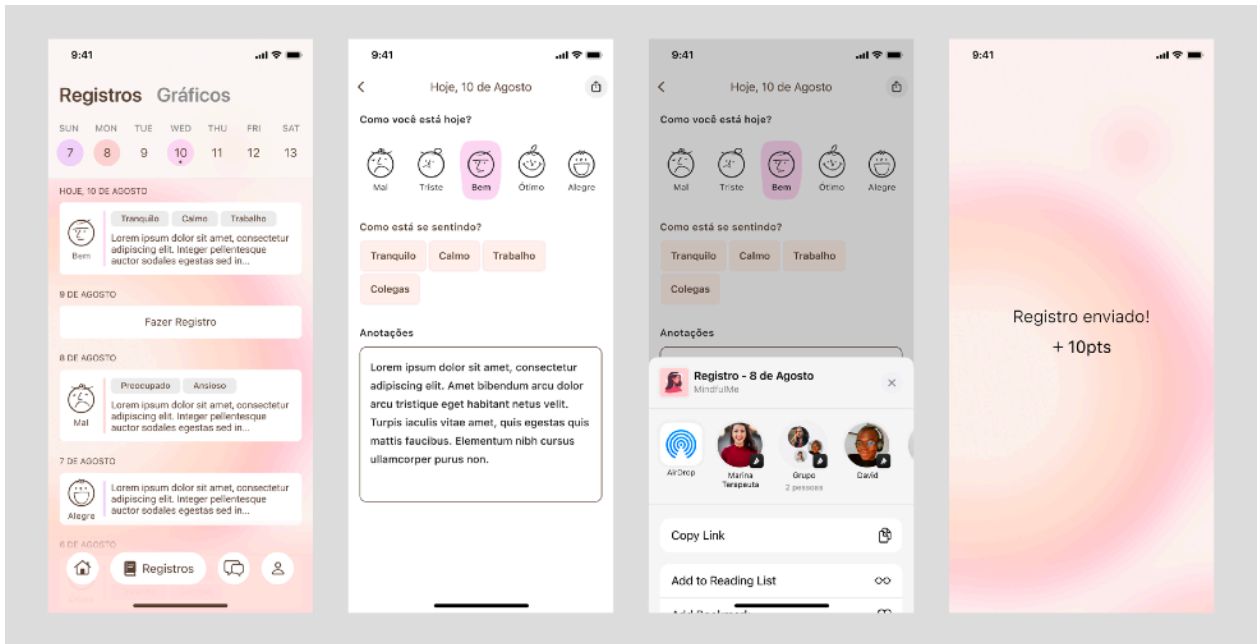 9:41
Registros Gráficos
SUN MON TUE WED THU FRI SAT
7 8 9 10 11 12 13
HOJE, 10 DE AGOSTO
Tranquilo Calmo Trabalho
Lorem ipsum dolor sit amet, consectetur
adipiscing elit. Integer pellentesque
auctor sodales egestas sed in...
Bem
9 DE AGOSTO
Fazer Registro
8 DE AGOSTO
Preocupado Ansioso
Lorem ipsum dolor sit amet, consectetur
adipiscing elit. Integer pellentesque
auctor sodales egestas sed in...
Mal
7 DE AGOSTO
Lorem ipsum dolor sit amet, consectetur
adipiscing elit. Integer pellentesque
auctor sodales egestas sed in...
Alegre
6 DE AGOSTO
Registros
9:41
Hoje, 10 de Agosto
Como você está hoje?
Mal Triste Bem Ótimo Alegre
Como está se sentindo?
Tranquilo Calmo Trabalho
Colegas
Anotações
Lorem ipsum dolor sit amet, consectetur
adipiscing elit. Amet bibendum arcu dolor
arcu tristique eget habitant netus velit.
Turpis iaculis vitae amet, quis egestas quis
mattis faucibus. Elementum nibh cursus
ullamcorper purus non.
9:41
Hoje, 10 de Agosto
Como você está hoje?
Mal Triste Bem Ótimo Alegre
Como está se sentindo?
Tranquilo Calmo Trabalho
Colegas
Anotações
Registro - 8 de Agosto
MindfulMe
AirDrop
Marina
Terapeuta
Grupo
2 pessoas
David
Copy Link
Add to Reading List
Add Bookmark
9:41
Registro enviado!
+ 10pts